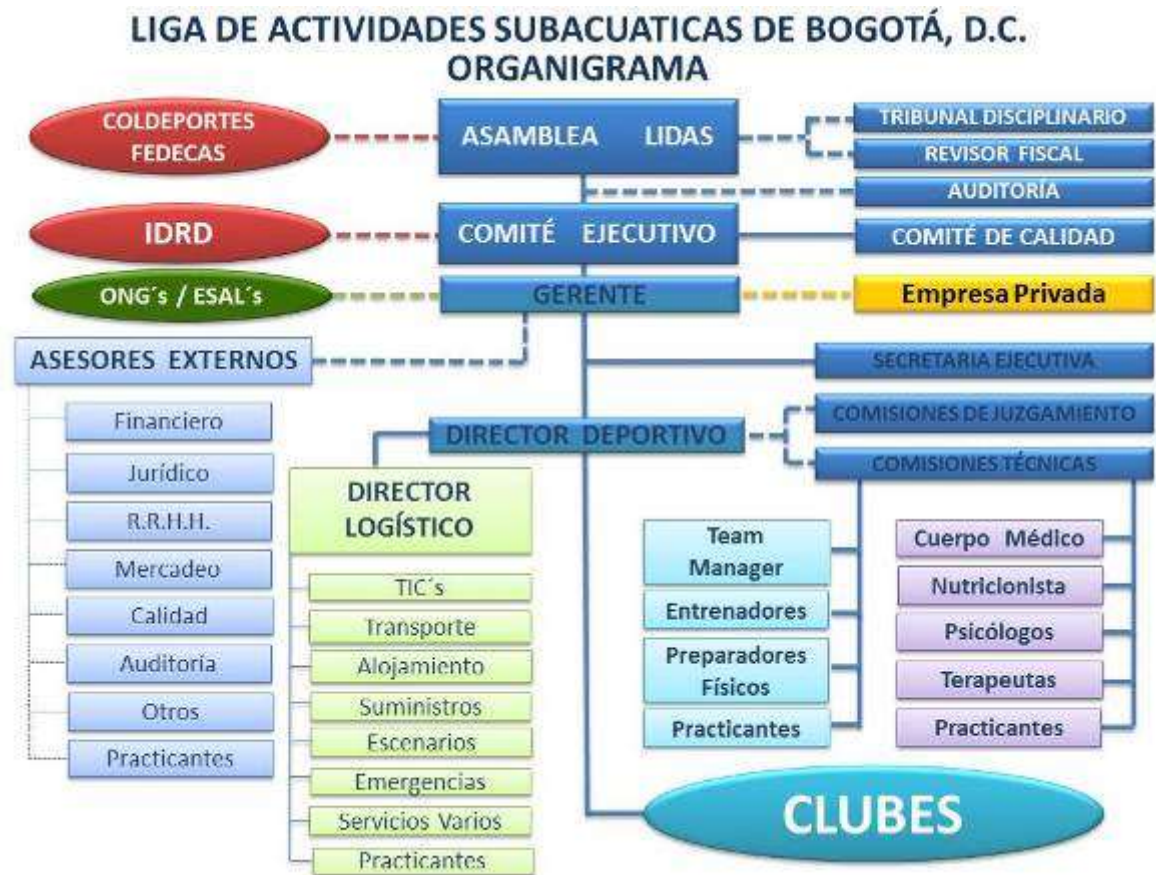 LIGA DE ACTIVIDADES SUBACUATICAS DE BOGOTÁ, D.C.
ORGANIGRAMA
COLDEPORTES
FEDECAS
ASAMBLEA LIDAS
TRIBUNAL DISCIPLINARIO
REVISOR FISCAL
AUDITORÍA
IDRD
COMITÉ EJECUTIVO
COMITÉ DE CALIDAD
ONG´s / ESAL´s
GERENTE
Empresa Privada
ASESORES EXTERNOS
SECRETARIA EJECUTIVA
Financiero
Jurídico
R.R.H.H.
Mercadeo
Calidad
Auditoría
Otros
Practicantes
DIRECTOR DEPORTIVO
COMISIONES DE JUZGAMIENTO
COMISIONES TÉCNICAS
DIRECTOR
LOGÍSTICO
TIC´s
Transporte
Alojamiento
Suministros
Escenarios
Emergencias
Servicios Varios
Practicantes
Team
Manager
Entrenadores
Preparadores
Físicos
Practicantes
Cuerpo Médico
Nutricionista
Psicólogos
Terapeutas
Practicantes
CLUBES